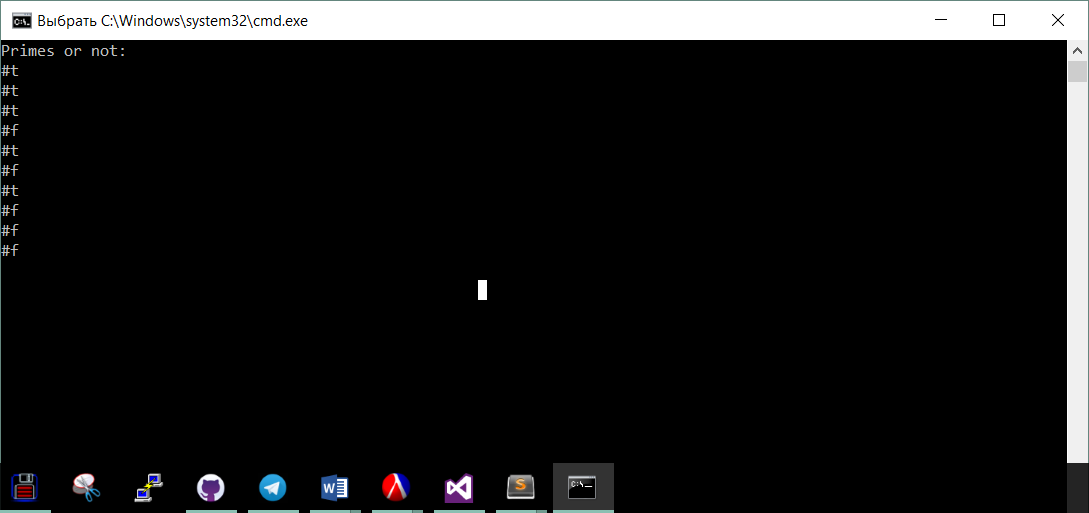 Выбрать C:\Windows\system32\cmd.exe
Primes or not:
#t
#t
#t
#f
#t
#f
#t
#f
#f
#f